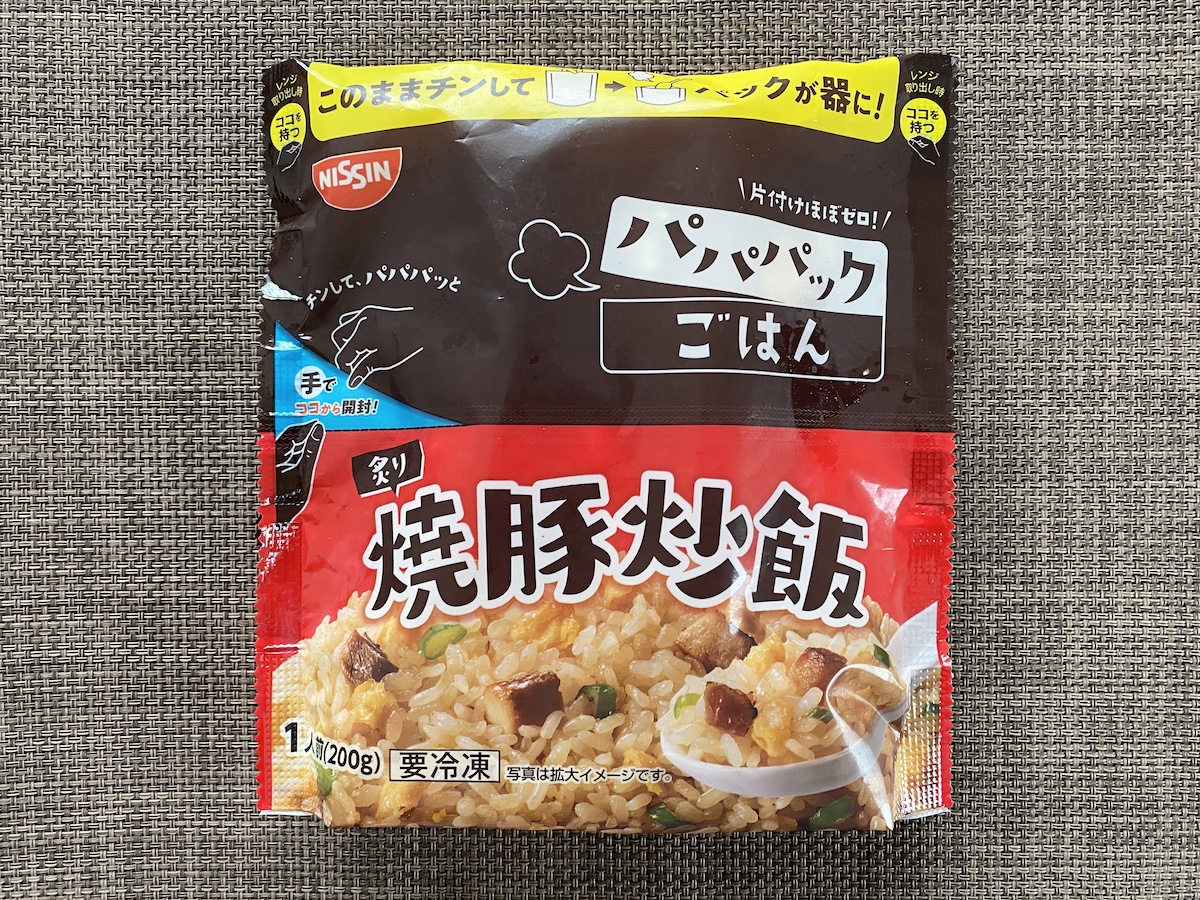 レンジ
取り出し時
ココを
持つ
このままチンして→パックが器に!
レンジ
取り出し時
ココを
持つ
NISSIN
片付けほぼゼロ!
パパパック
ごはん
チンして、パパパッと
手で
ココから開封!
炙り
焼豚炒飯
1人前(200g) 要冷凍 写真は拡大イメージです。